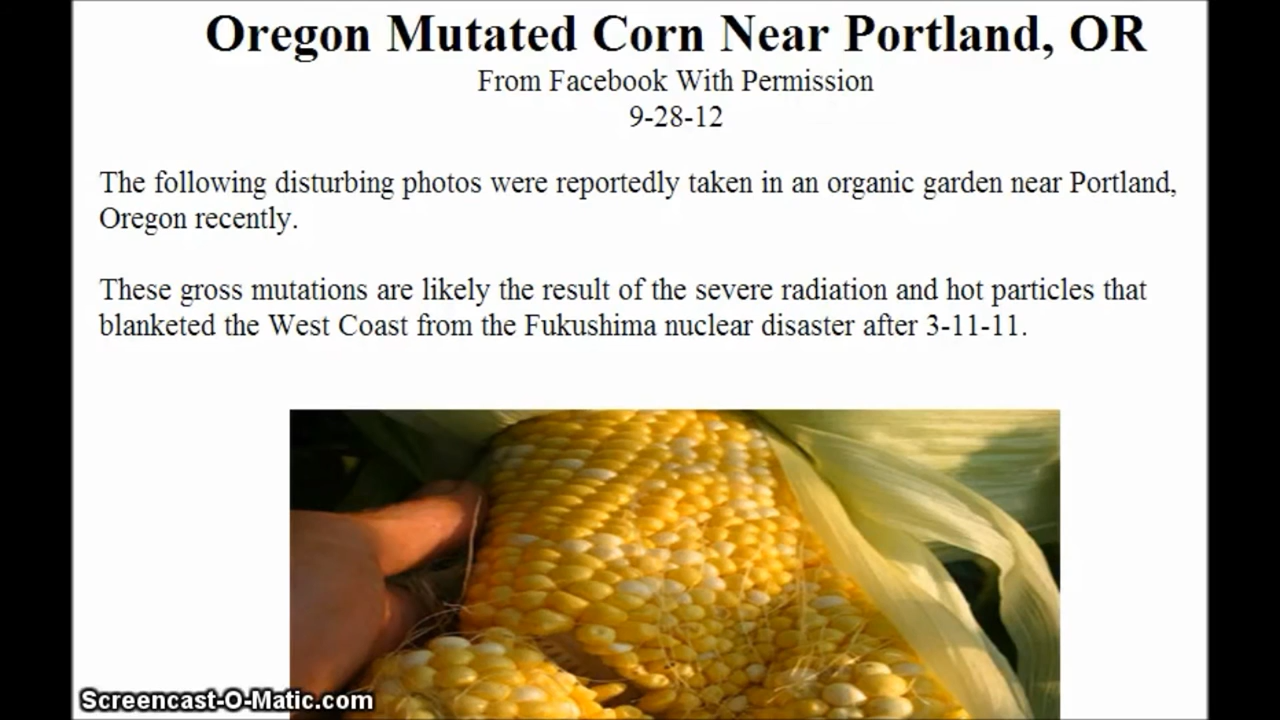 Oregon Mutated Corn Near Portland, OR
From Facebook With Permission
9-28-12
The following disturbing photos were reportedly taken in an organic garden near Portland,
Oregon recently.
These gross mutations are likely the result of the severe radiation and hot particles that
blanketed the West Coast from the Fukushima nuclear disaster after 3-11-11.
Screencast-O-Matic.com